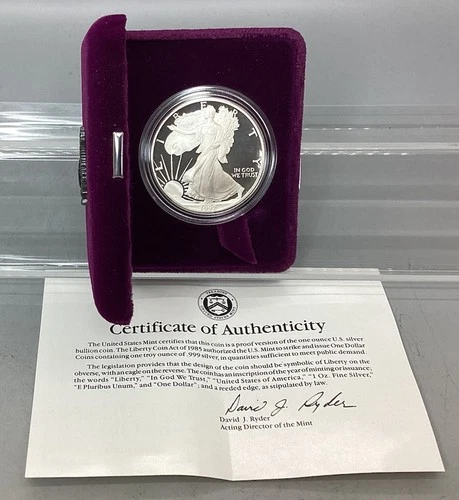 LIBERTY
IN GOD
WE TRUST
Certificate of Authenticity
The United States Mint certifies that this coin is a proof version of the one ounce U.S. silver
bullion coin. The Liberty Coin Act of 1985 authorized the U.S. Mint to strike and issue One Dollar
Coins containing one troy ounce of .999 silver, in quantities sufficient to meet public demand.
The legislation provides that the design of the coin should be symbolic of Liberty on the
obverse, with an eagle on the reverse. The coin has an inscription of the year of minting or issuance;
the words "Liberty," "In God We Trust," "United States of America," "1 Oz. Fine Silver,"
"E Pluribus Unum," and "One Dollar"; and a reeded edge, as stipulated by law.
David J. Ryder
David J. Ryder
Acting Director of the Mint